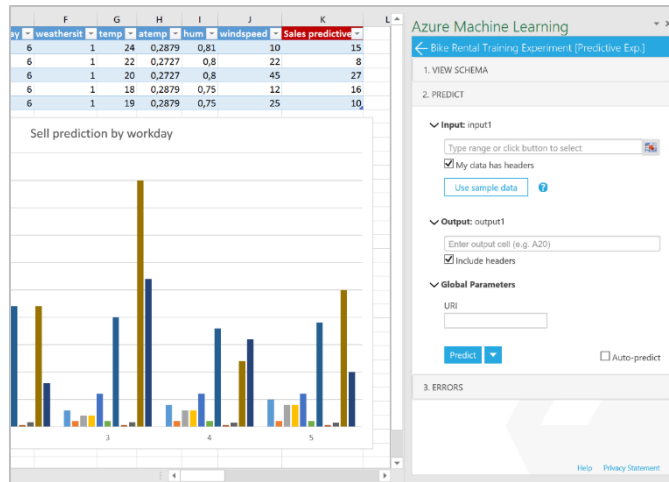 F G H I J K L
ay weathersit temp atemp hum windspeed Sales predictive
6 1 24 0,2879 0,81 10 15
6 1 22 0,2727 0,8 22 8
6 1 20 0,2727 0,8 45 27
6 1 18 0,2879 0,75 12 16
6 1 19 0,2879 0,75 25 10
Sell prediction by workday
3 4 5
Azure Machine Learning
Bike Rental Training Experiment [Predictive Exp.]
1. VIEW SCHEMA
2. PREDICT
Input: input1
Type range or click button to select
My data has headers
Use sample data ?
Output: output1
Enter output cell (e.g. A20)
Include headers
Global Parameters
URI
Predict Auto-predict
3. ERRORS
Help Privacy Statement